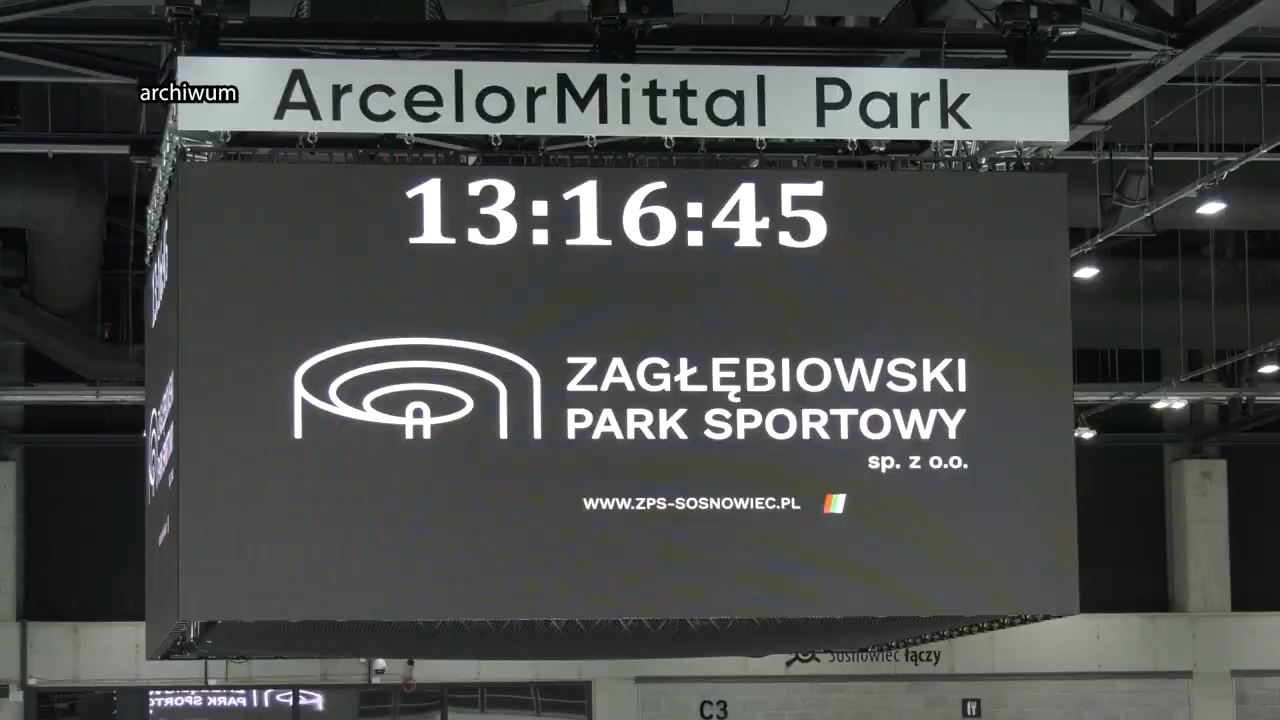 archiwum
ArcelorMittal Park
13:16:45
ZAGŁĘBIOWSKI
PARK SPORTOWY
sp. z o.o.
WWW.ZPS-SOSNOWIEC.PL
Sosnowiec łączy
C3